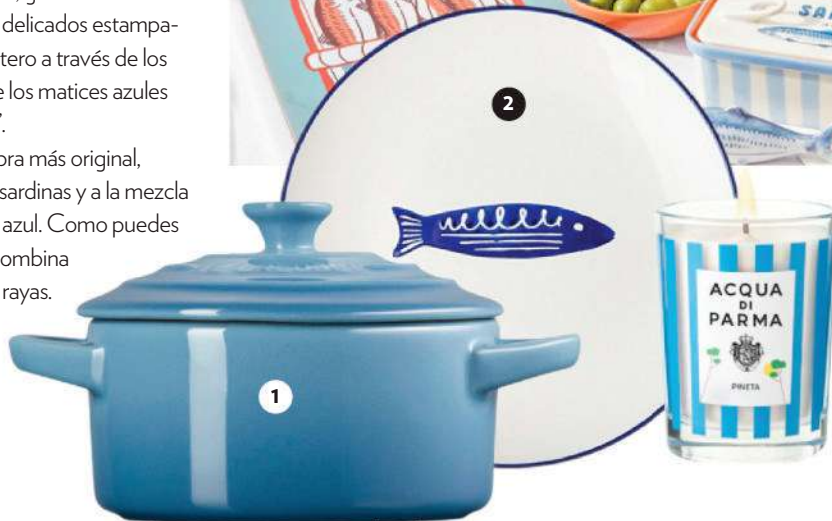 delicados estampa-
tero a través de los
los matices azules
ora más original,
sardinas y a la mezcla
azul. Como puedes
ombina
rayas.
2
1
ACQUA
DI
PARMA
PINETA